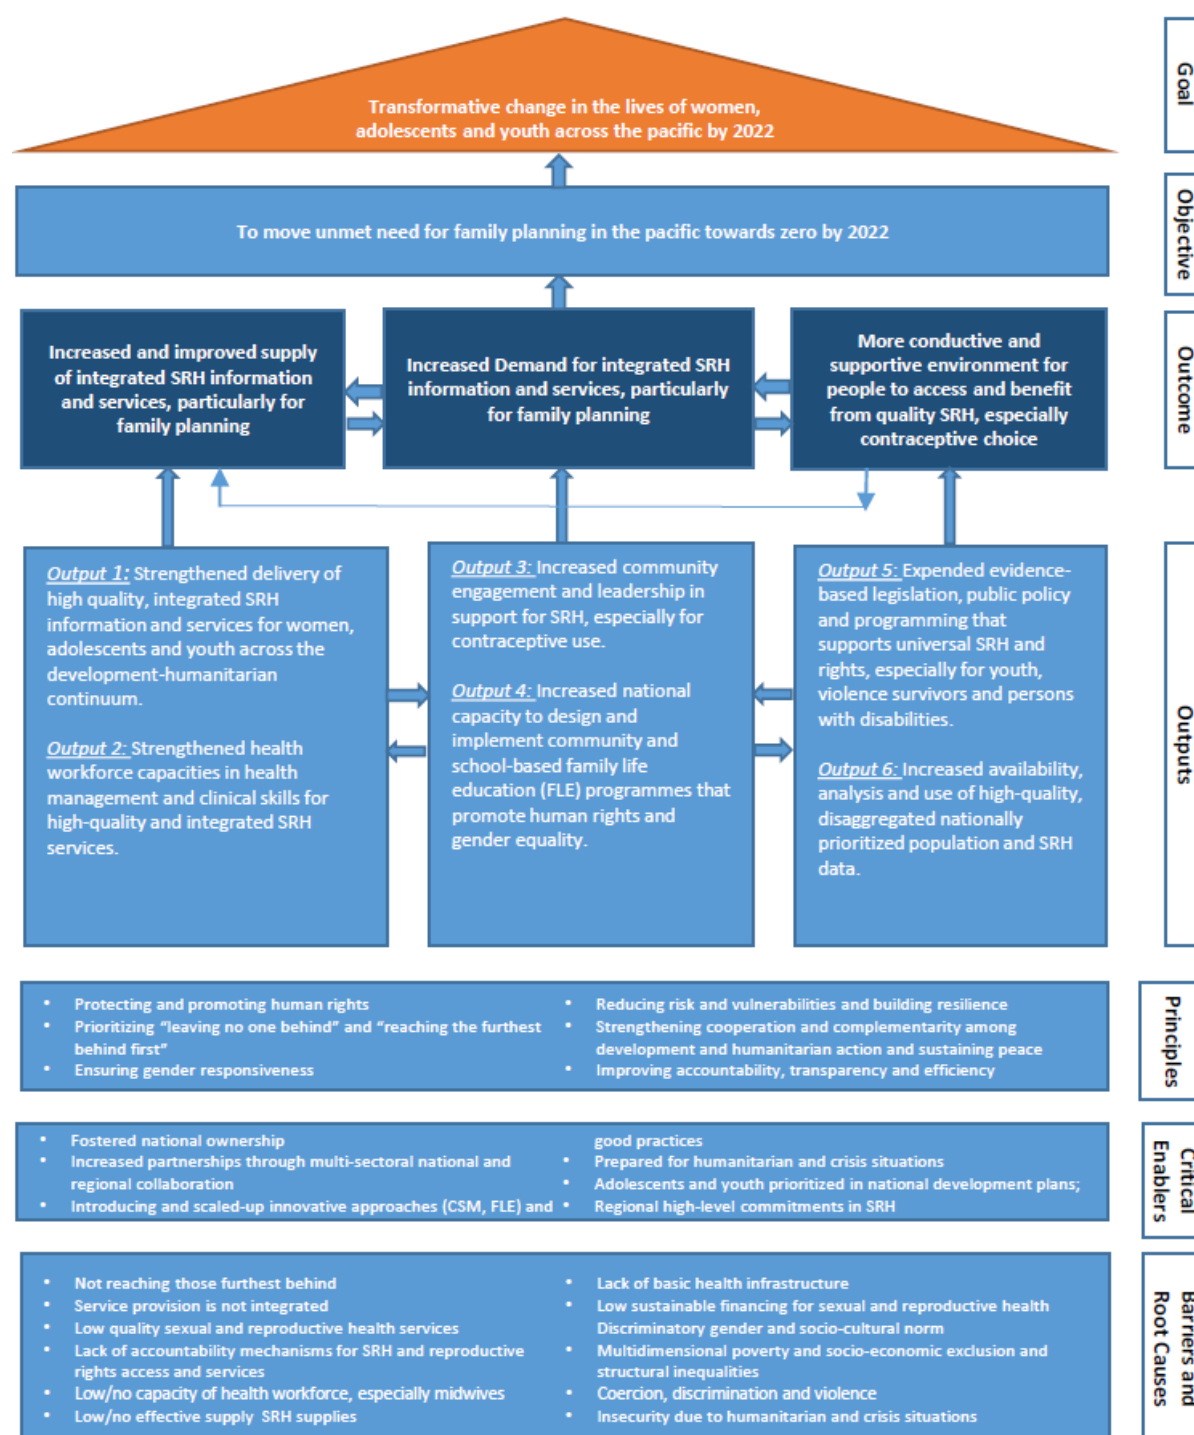 Transformative change in the lives of women,
adolescents and youth across the pacific by 2022
Goal
To move unmet need for family planning in the pacific towards zero by 2022
Objective
Increased and improved supply
of integrated SRH information
and services, particularly for
family planning
Increased Demand for integrated SRH
information and services, particularly
for family planning
More conductive and
supportive environment for
people to access and benefit
from quality SRH, especially
contraceptive choice
Outcome
Output 1: Strengthened delivery of
high quality, integrated SRH
information and services for women,
adolescents and youth across the
development-humanitarian
continuum.
Output 2: Strengthened health
workforce capacities in health
management and clinical skills for
high-quality and integrated SRH
services.
Output 3: Increased community
engagement and leadership in
support for SRH, especially for
contraceptive use.
Output 4: Increased national
capacity to design and
implement community and
school-based family life
education (FLE) programmes that
promote human rights and
gender equality.
Output 5: Expended evidence-
based legislation, public policy
and programming that
supports universal SRH and
rights, especially for youth,
violence survivors and persons
with disabilities.
Output 6: Increased availability,
analysis and use of high-quality,
disaggregated nationally
prioritized population and SRH
data.
Outputs
• Protecting and promoting human rights
• Prioritizing "leaving no one behind" and "reaching the furthest
behind first"
• Ensuring gender responsiveness
• Reducing risk and vulnerabilities and building resilience
• Strengthening cooperation and complementarity among
development and humanitarian action and sustaining peace
• Improving accountability, transparency and efficiency
Principles
• Fostered national ownership
• Increased partnerships through multi-sectoral national and
regional collaboration
• Introducing and scaled-up innovative approaches (CSM, FLE) and
good practices
• Prepared for humanitarian and crisis situations
• Adolescents and youth prioritized in national development plans;
• Regional high-level commitments in SRH
Critical
Enablers
• Not reaching those furthest behind
• Service provision is not integrated
• Low quality sexual and reproductive health services
• Lack of accountability mechanisms for SRH and reproductive
rights access and services
• Low/no capacity of health workforce, especially midwives
• Low/no effective supply SRH supplies
• Lack of basic health infrastructure
• Low sustainable financing for sexual and reproductive health
Discriminatory gender and socio-cultural norm
• Multidimensional poverty and socio-economic exclusion and
structural inequalities
• Coercion, discrimination and violence
• Insecurity due to humanitarian and crisis situations
Barriers and
Root Causes